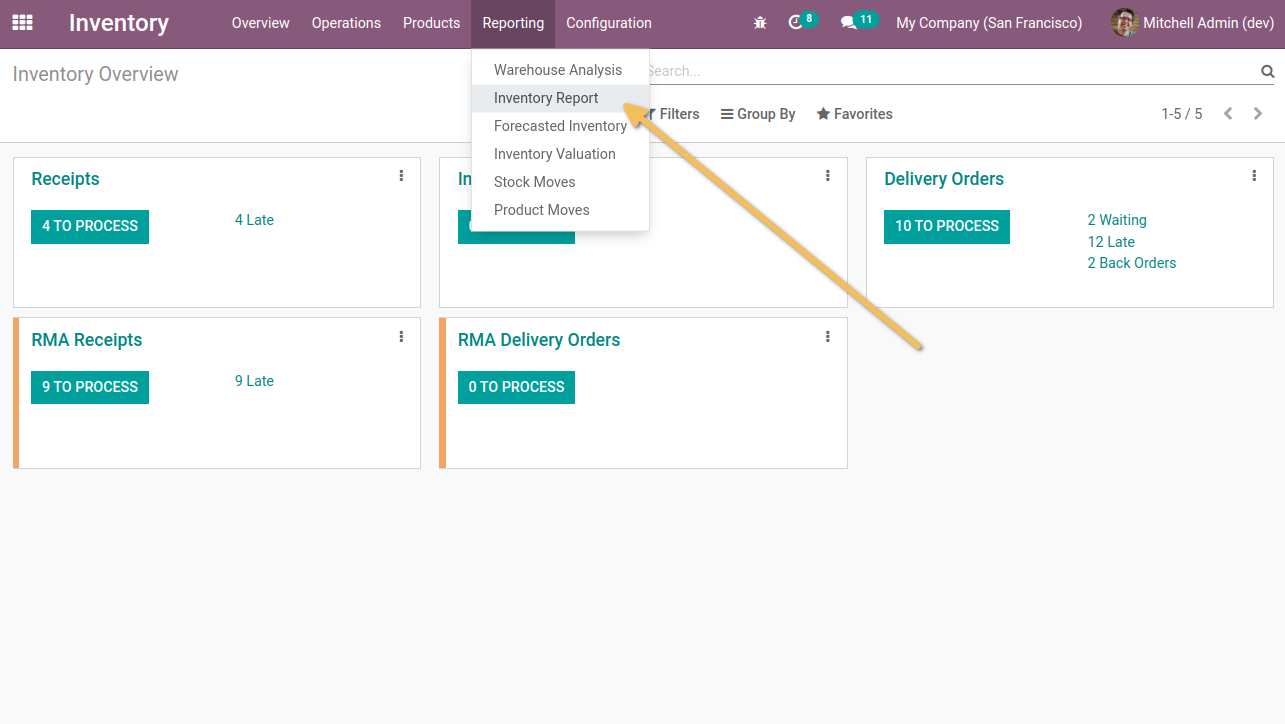 Inventory Overview Operations Products Reporting Configuration 8 11 My Company (San Francisco) Mitchell Admin (dev)
Inventory Overview
Search...
Warehouse Analysis
Inventory Report
Forecasted Inventory
Inventory Valuation
Stock Moves
Product Moves
Filters Group By Favorites 1-5 / 5
Receipts
4 TO PROCESS 4 Late
In
Delivery Orders
10 TO PROCESS 2 Waiting
12 Late
2 Back Orders
RMA Receipts
9 TO PROCESS 9 Late
RMA Delivery Orders
0 TO PROCESS